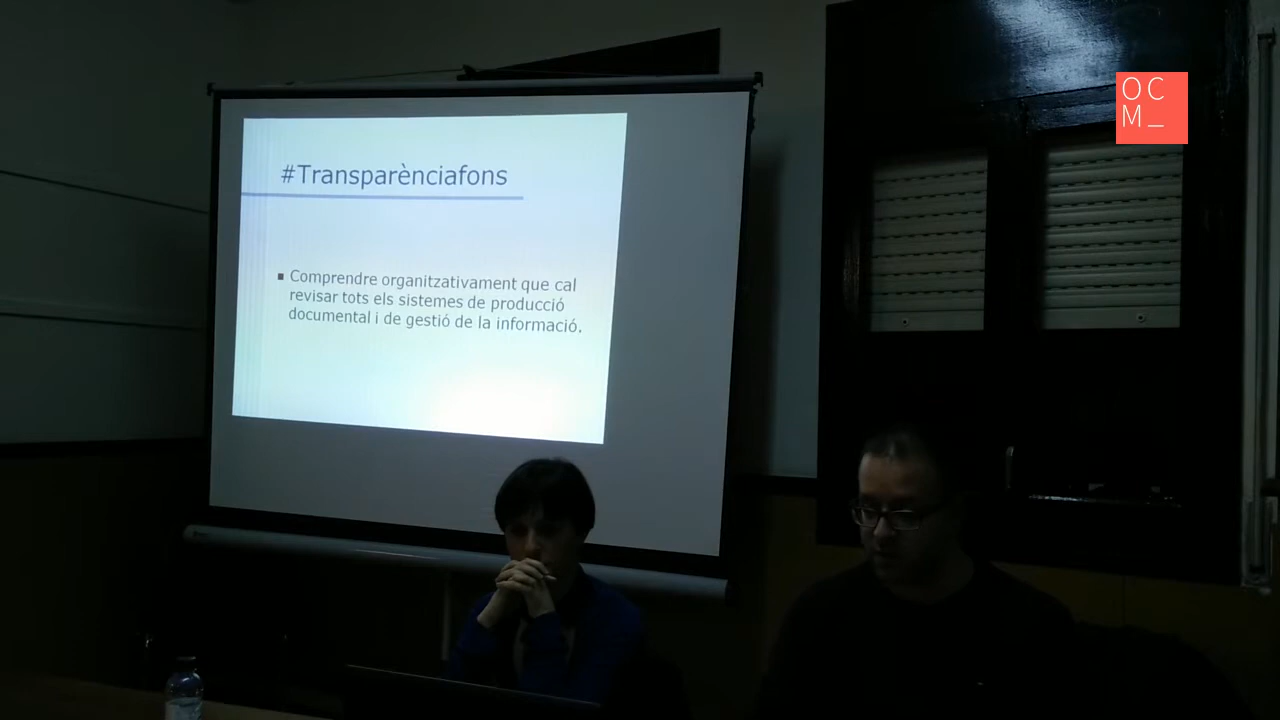 #Transparènciafons
Comprendre organitzativament que cal
revisar tots els sistemes de producció
documental i de gestió de la informació.
OC
M_